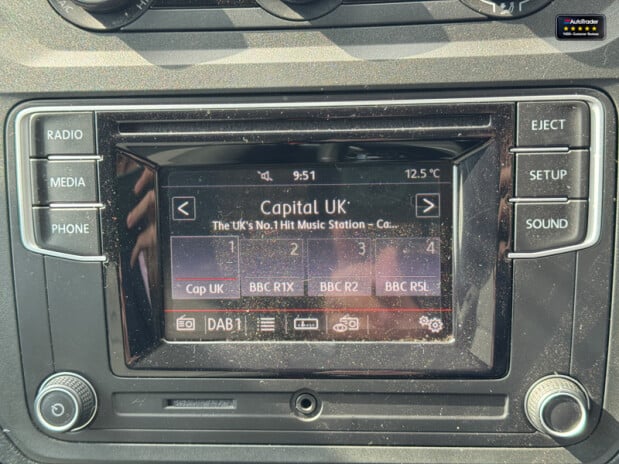 AutoTrader
RADIO
MEDIA
PHONE
EJECT
SETUP
SOUND
9:51
12.5 °C
< Capital UK >
The UK's No.1 Hit Music Station - Ca...
1 2 3 4
Cap UK BBC R1X BBC R2 BBC R5L
DAB1